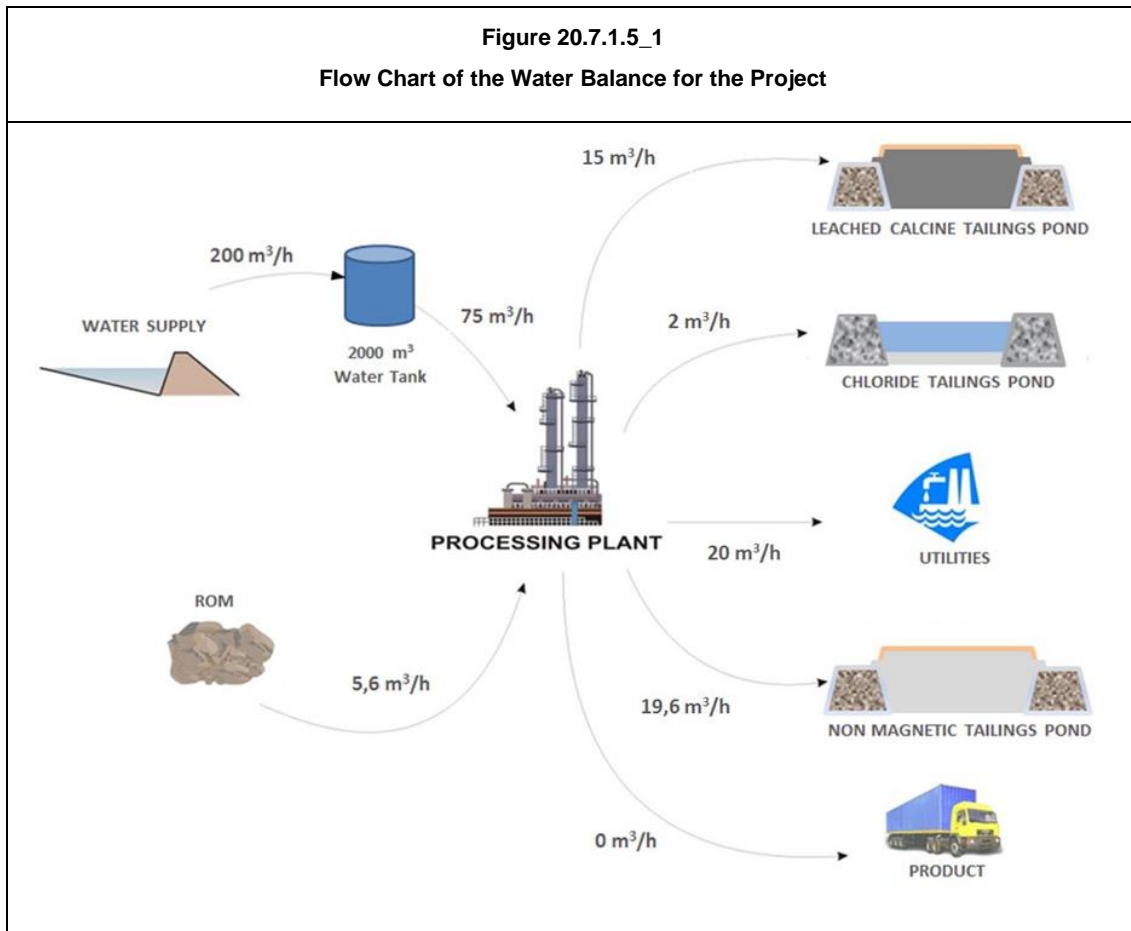 Figure 20.7.1.5_1
Flow Chart of the Water Balance for the Project
15 m³/h
LEACHED CALCINE TAILINGS POND
200 m³/h
WATER SUPPLY
2000 m³
Water Tank
75 m³/h
2 m³/h
CHLORIDE TAILINGS POND
PROCESSING PLANT
20 m³/h
UTILITIES
ROM
5,6 m³/h
19,6 m³/h
NON MAGNETIC TAILINGS POND
0 m³/h
PRODUCT